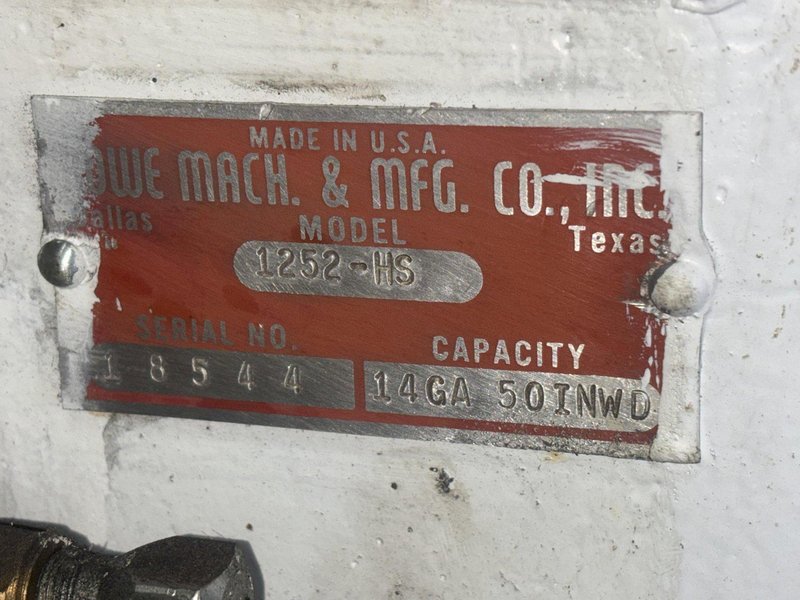 MADE IN U.S.A.
OWE MACH. & MFG. CO., INC.
allas
Texas
MODEL
1252-HS
SERIAL NO.
18544
CAPACITY
14GA 50INWD